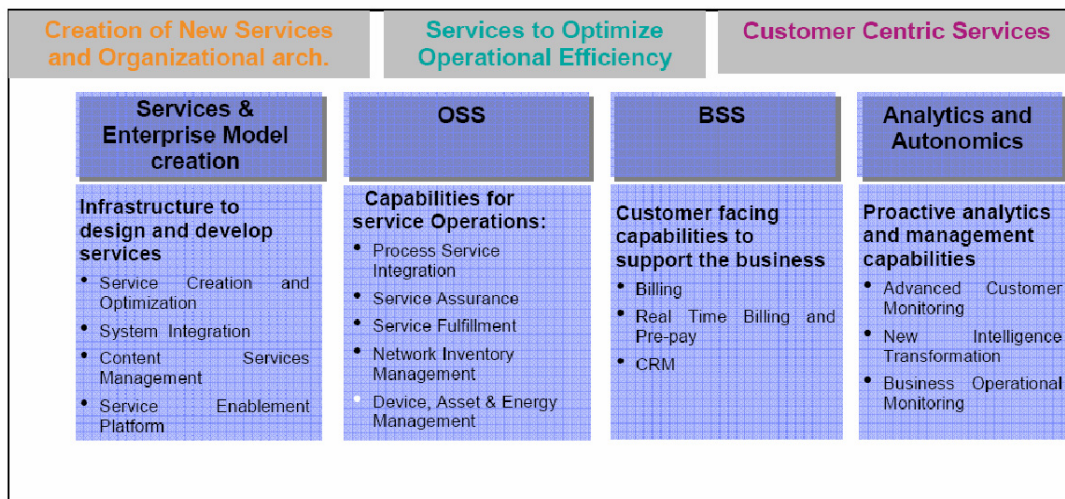 Creation of New Services
and Organizational arch.
Services to Optimize
Operational Efficiency
Customer Centric Services
Services &
Enterprise Model
creation
Infrastructure to
design and develop
services
• Service Creation and
Optimization
• System Integration
• Content Services
Management
• Service Enablement
Platform
OSS
Capabilities for
service Operations:
• Process Service
Integration
• Service Assurance
• Service Fulfillment
• Network Inventory
Management
• Device, Asset & Energy
Management
BSS
Customer facing
capabilities to
support the business
• Billing
• Real Time Billing and
Pre-pay
• CRM
Analytics and
Autonomics
Proactive analytics
and management
capabilities
• Advanced Customer
Monitoring
• New Intelligence
Transformation
• Business Operational
Monitoring